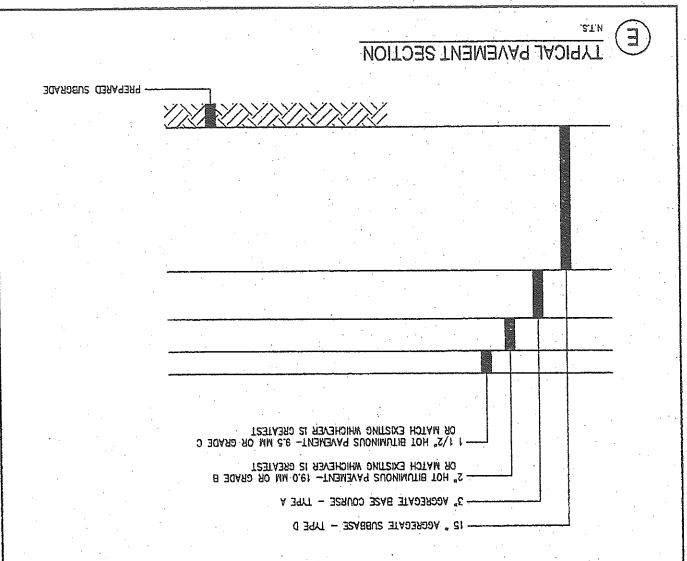 15 " AGGREGATE SUBBASE - TYPE D
3" AGGREGATE BASE COURSE - TYPE A
2" HOT BITUMINOUS PAVEMENT- 19.0 MM OR GRADE B
OR MATCH EXISTING WHICHEVER IS GREATEST
1 1/2" HOT BITUMINOUS PAVEMENT- 9.5 MM OR GRADE C
OR MATCH EXISTING WHICHEVER IS GREATEST
PREPARED SUBGRADE
E
TYPICAL PAVEMENT SECTION
N.T.S.